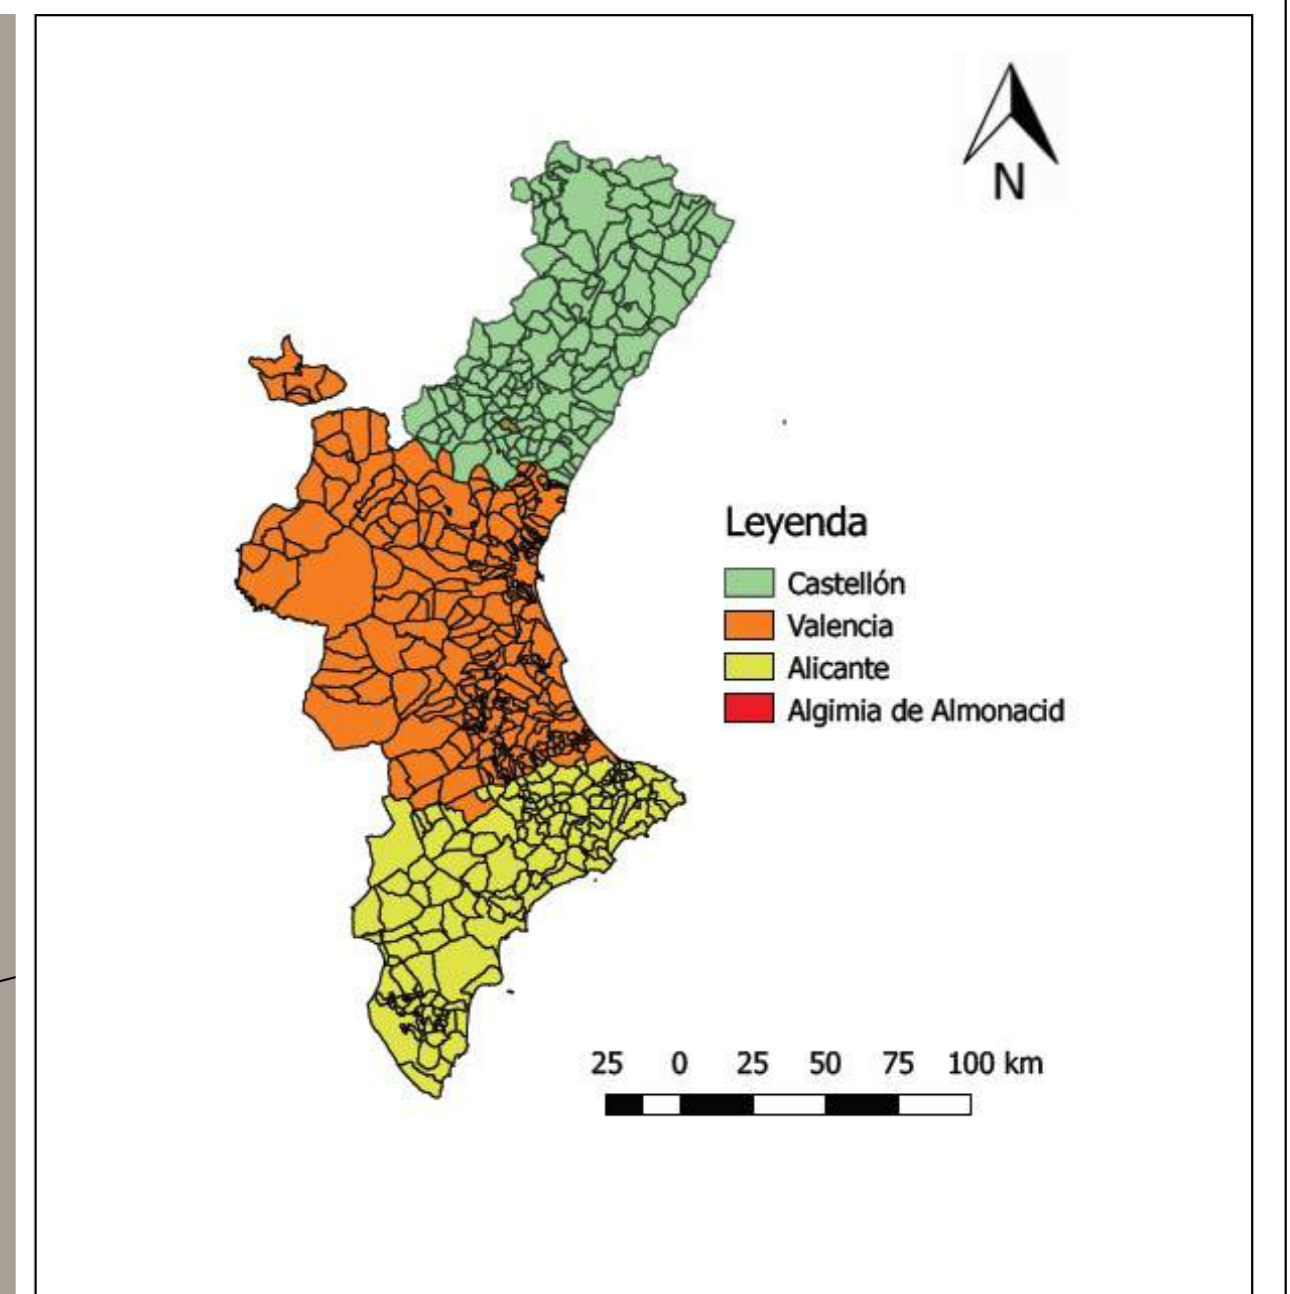 N
Leyenda
Castellón
Valencia
Alicante
Algimia de Almonacid
25 0 25 50 75 100 km